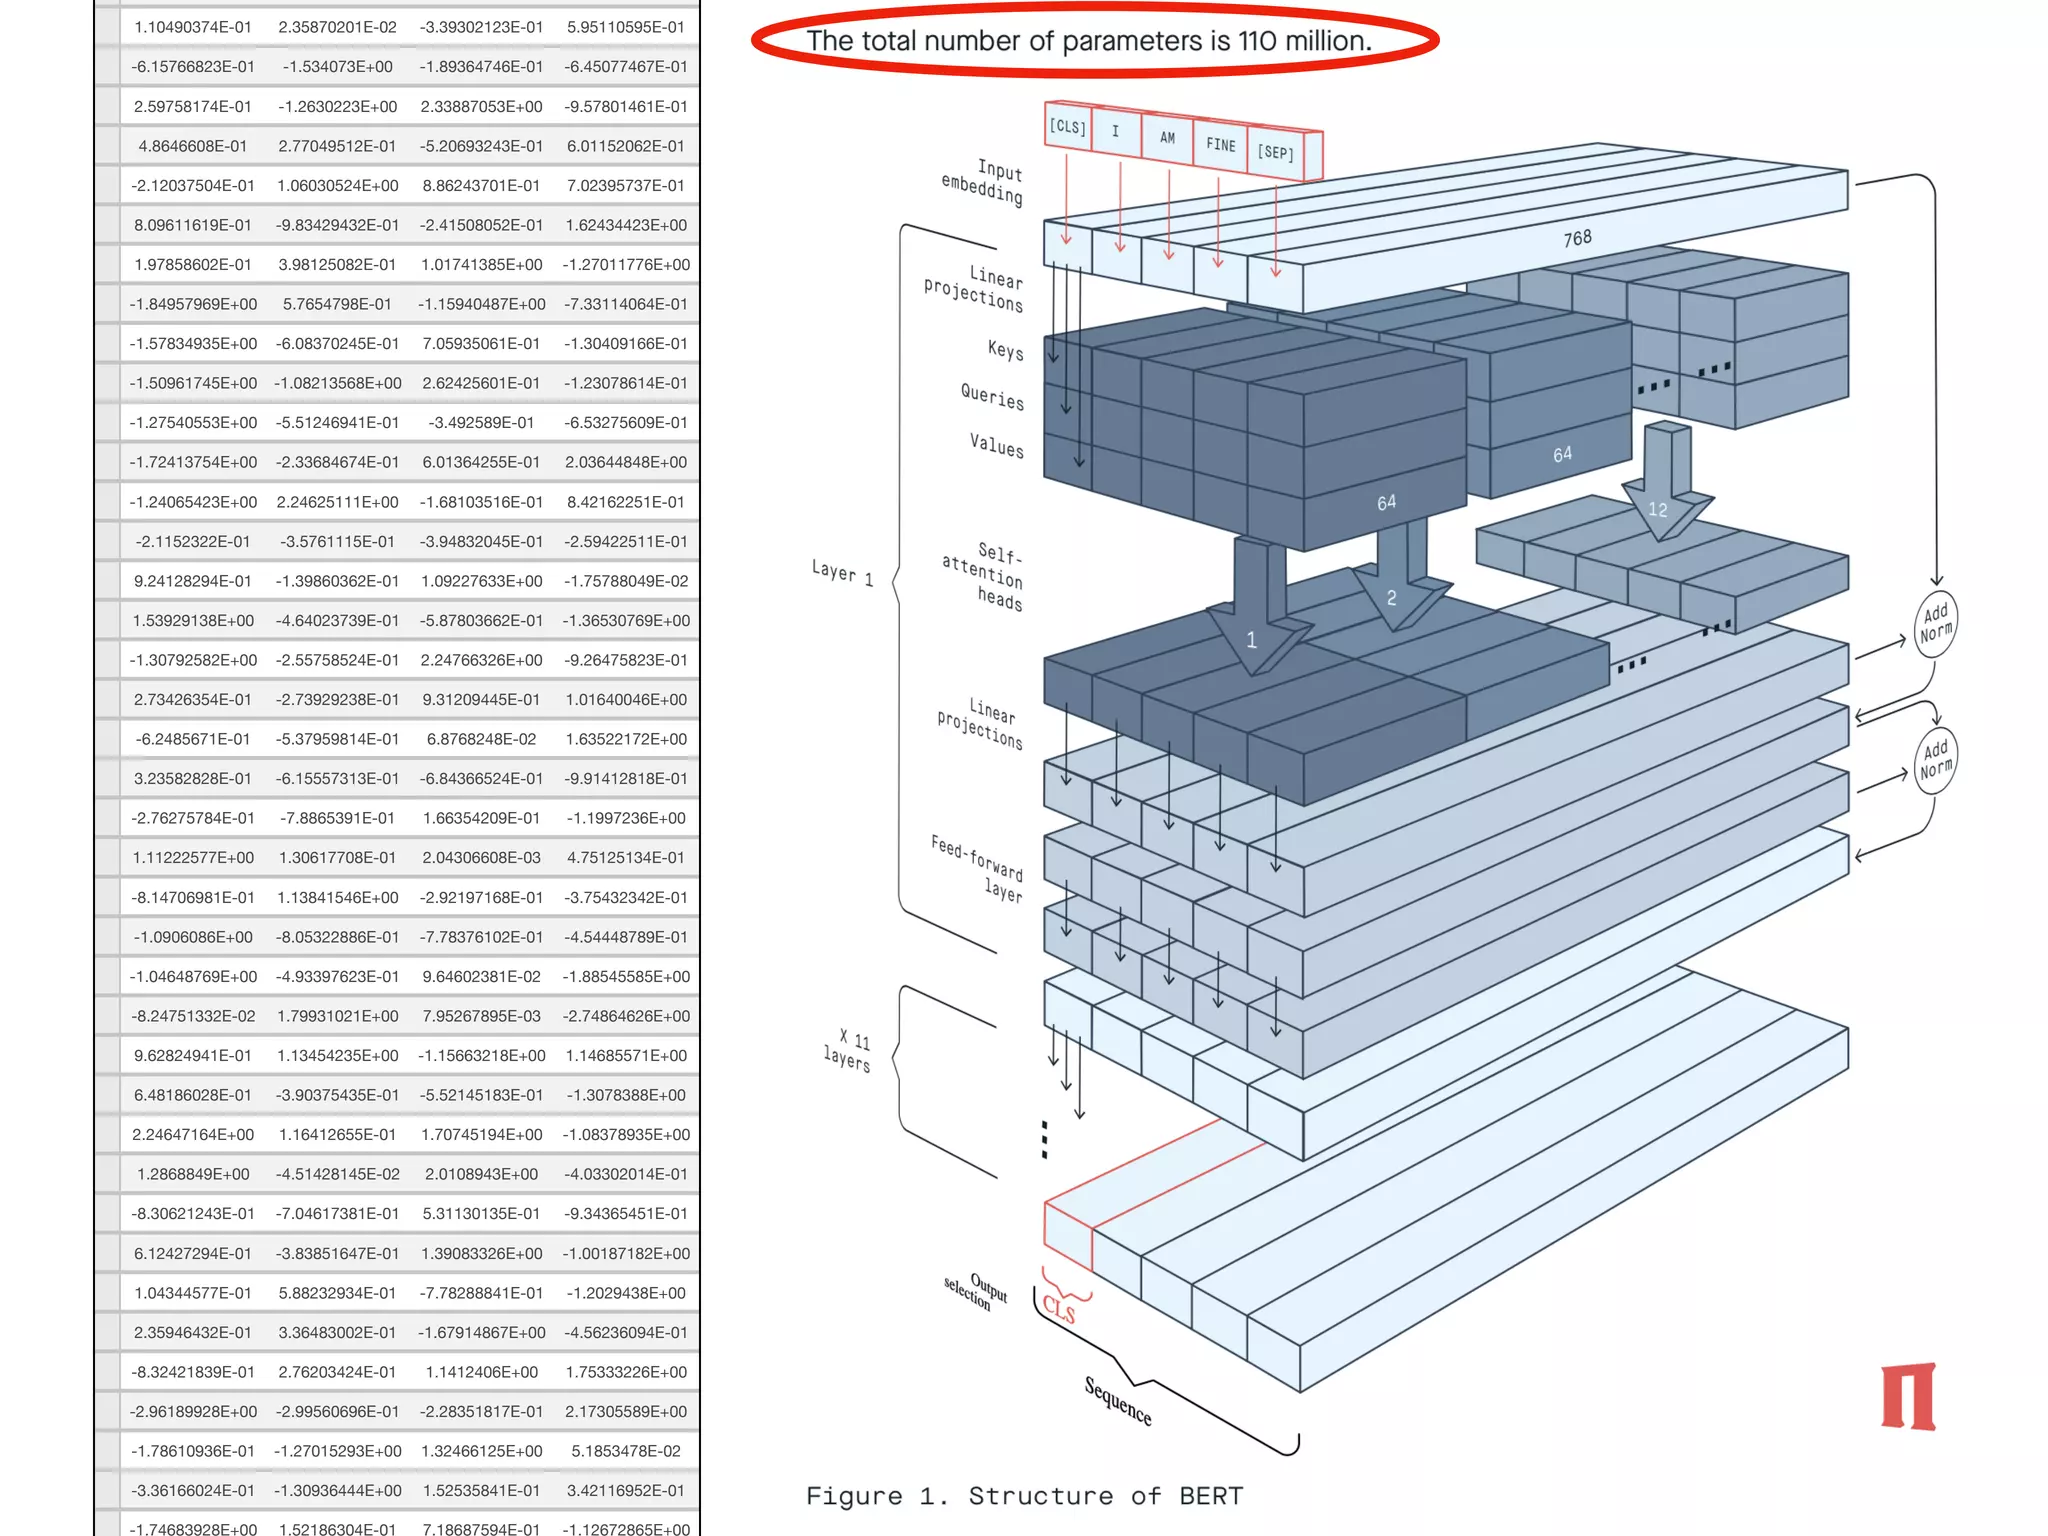 1.10490374E-01 2.35870201E-02 -3.39302123E-01 5.95110595E-01
-6.15766823E-01 -1.534073E+00 -1.89364746E-01 -6.45077467E-01
2.59758174E-01 -1.2630223E+00 2.33887053E+00 -9.57801461E-01
4.8646608E-01 2.77049512E-01 -5.20693243E-01 6.01152062E-01
-2.12037504E-01 1.06030524E+00 8.86243701E-01 7.02395737E-01
8.09611619E-01 -9.83429432E-01 -2.41508052E-01 1.62434423E+00
1.97858602E-01 3.98125082E-01 1.01741385E+00 -1.27011776E+00
-1.84957969E+00 5.7654798E-01 -1.15940487E+00 -7.33114064E-01
-1.57834935E+00 -6.08370245E-01 7.05935061E-01 -1.30409166E-01
-1.50961745E+00 -1.08213568E+00 2.62425601E-01 -1.23078614E-01
-1.27540553E+00 -5.51246941E-01 -3.492589E-01 -6.53275609E-01
-1.72413754E+00 -2.33684674E-01 6.01364255E-01 2.03644848E+00
-1.24065423E+00 2.24625111E+00 -1.68103516E-01 8.42162251E-01
-2.1152322E-01 -3.5761115E-01 -3.94832045E-01 -2.59422511E-01
9.24128294E-01 -1.39860362E-01 1.09227633E+00 -1.75788049E-02
1.53929138E+00 -4.64023739E-01 -5.87803662E-01 -1.36530769E+00
-1.30792582E+00 -2.55758524E-01 2.24766326E+00 -9.26475823E-01
2.73426354E-01 -2.73929238E-01 9.31209445E-01 1.01640046E+00
-6.2485671E-01 -5.37959814E-01 6.8768248E-02 1.63522172E+00
3.23582828E-01 -6.15557313E-01 -6.84366524E-01 -9.91412818E-01
-2.76275784E-01 -7.8865391E-01 1.66354209E-01 -1.1997236E+00
1.11222577E+00 1.30617708E-01 2.04306608E-03 4.75125134E-01
-8.14706981E-01 1.13841546E+00 -2.92197168E-01 -3.75432342E-01
-1.0906086E+00 -8.05322886E-01 -7.78376102E-01 -4.54448789E-01
-1.04648769E+00 -4.93397623E-01 9.64602381E-02 -1.88545585E+00
-8.24751332E-02 1.79931021E+00 7.95267895E-03 -2.74864626E+00
9.62824941E-01 1.13454235E+00 -1.15663218E+00 1.14685571E+00
6.48186028E-01 -3.90375435E-01 -5.52145183E-01 -1.3078388E+00
2.24647164E+00 1.16412655E-01 1.70745194E+00 -1.08378935E+00
1.2868849E+00 -4.51428145E-02 2.0108943E+00 -4.03302014E-01
-8.30621243E-01 -7.04617381E-01 5.31130135E-01 -9.34365451E-01
6.12427294E-01 -3.83851647E-01 1.39083326E+00 -1.00187182E+00
1.04344577E-01 5.88232934E-01 -7.78288841E-01 -1.2029438E+00
2.35946432E-01 3.36483002E-01 -1.67914867E+00 -4.56236094E-01
-8.32421839E-01 2.76203424E-01 1.1412406E+00 1.75333226E+00
-2.96189928E+00 -2.99560696E-01 -2.28351817E-01 2.17305589E+00
-1.78610936E-01 -1.27015293E+00 1.32466125E+00 5.1853478E-02
-3.36166024E-01 -1.30936444E+00 1.52535841E-01 3.42116952E-01
-1.74683928E+00 1.52186304E-01 7.18687594E-01 -1.12672865E+00
The total number of parameters is 110 million.
[CLS] I AM FINE [SEP]
Input
embedding
768
Linear
projections
Keys
Queries
Values
64
64
12
Layer 1
Self-
attention
heads
1
2
Add
Norm
Linear
projections
Add
Norm
Feed-forward
layer
X 11
layers
Output
selection
CLS
Sequence
П
Figure 1. Structure of BERT